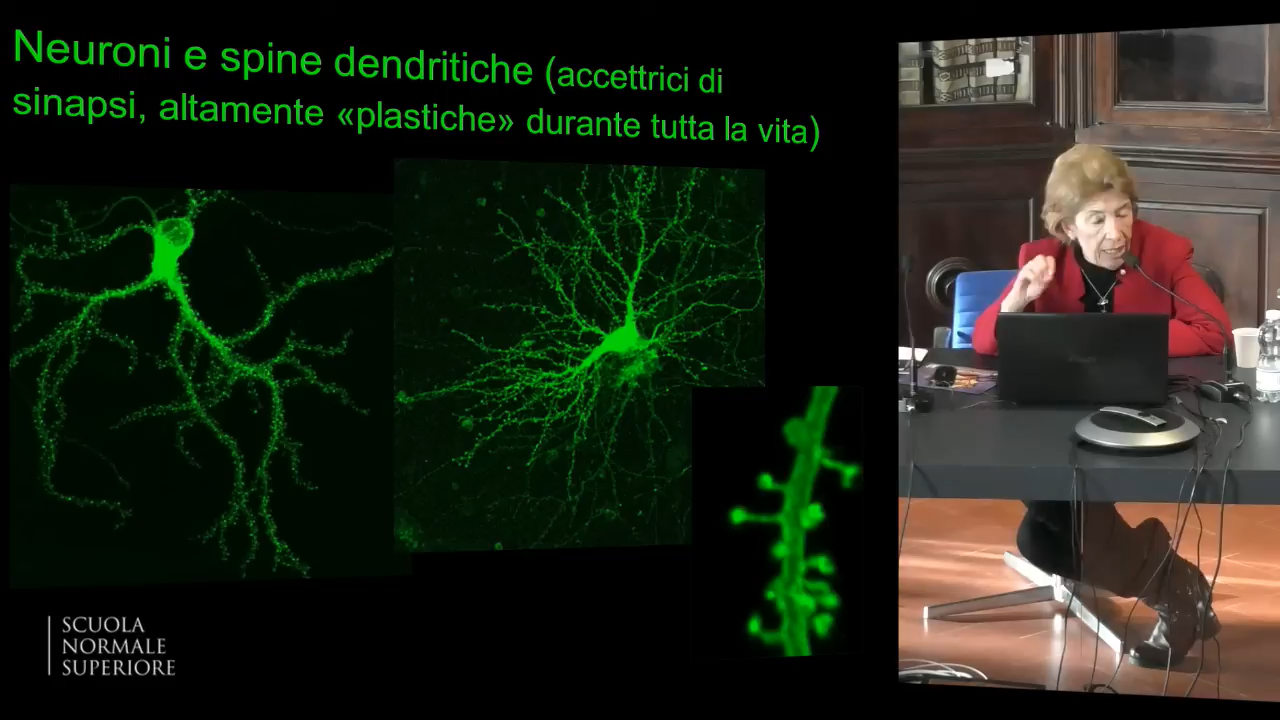 Neuroni e spine dendritiche (accettrici di
sinapsi, altamente «plastiche» durante tutta la vita)
SCUOLA
NORMALE
SUPERIORE